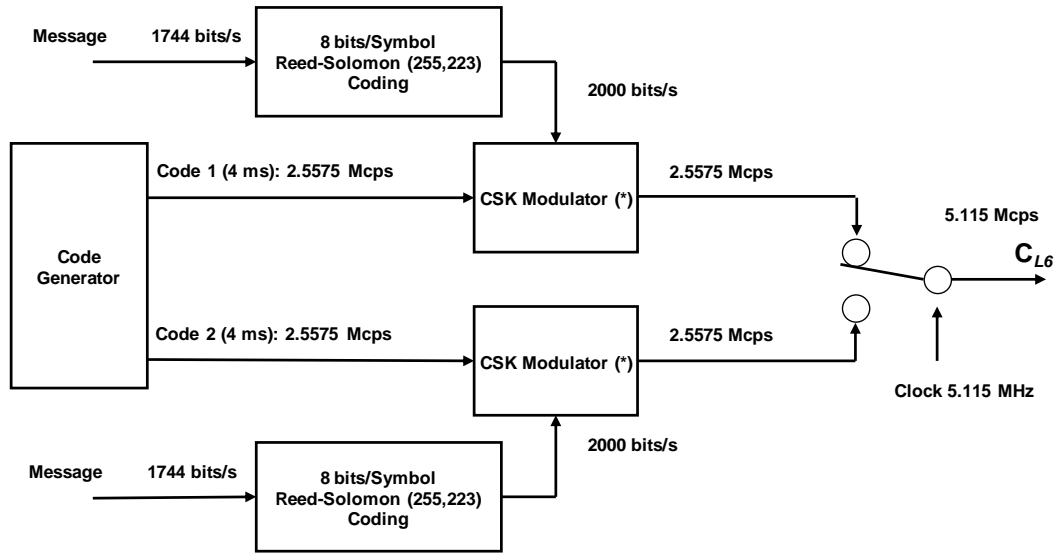 Message
1744 bits/s
8 bits/Symbol
Reed-Solomon (255,223)
Coding
2000 bits/s
Code 1 (4 ms): 2.5575 Mcps
CSK Modulator (*)
2.5575 Mcps
5.115 Mcps
CL6
Code
Generator
Code 2 (4 ms): 2.5575 Mcps
CSK Modulator (*)
2.5575 Mcps
Clock 5.115 MHz
2000 bits/s
Message
1744 bits/s
8 bits/Symbol
Reed-Solomon (255,223)
Coding